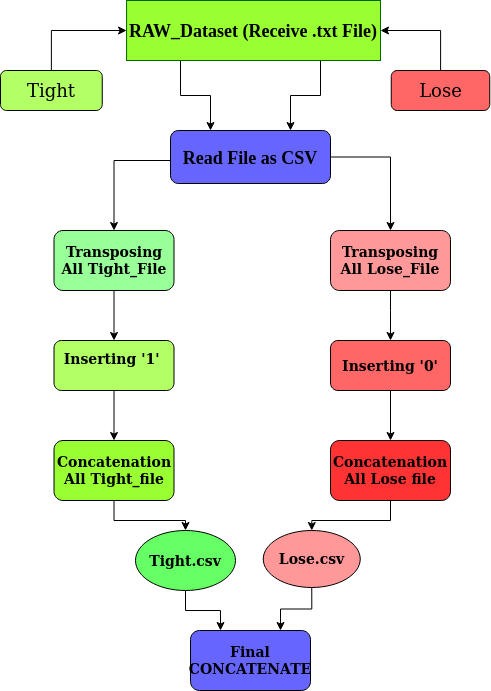 RAW_Dataset (Receive .txt File)
Tight
Lose
Read File as CSV
Transposing
All Tight_File
Transposing
All Lose_File
Inserting '1'
Inserting '0'
Concatenation
All Tight_file
Concatenation
All Lose file
Tight.csv
Lose.csv
Final
CONCATENATE